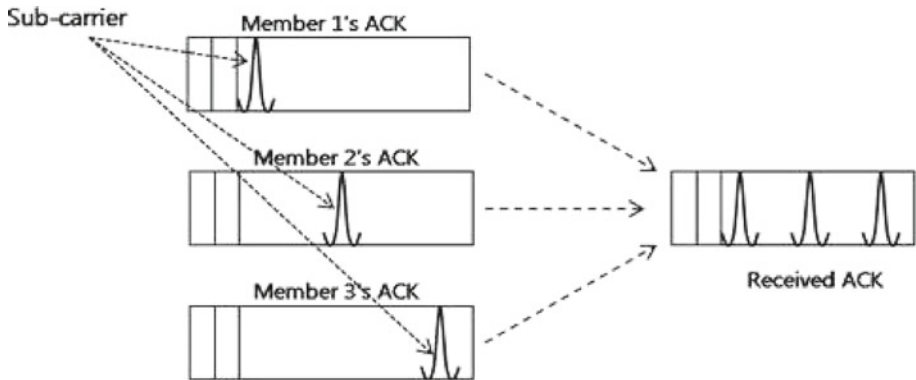 Sub-carrier
Member 1's ACK
Member 2's ACK
Member 3's ACK
Received ACK